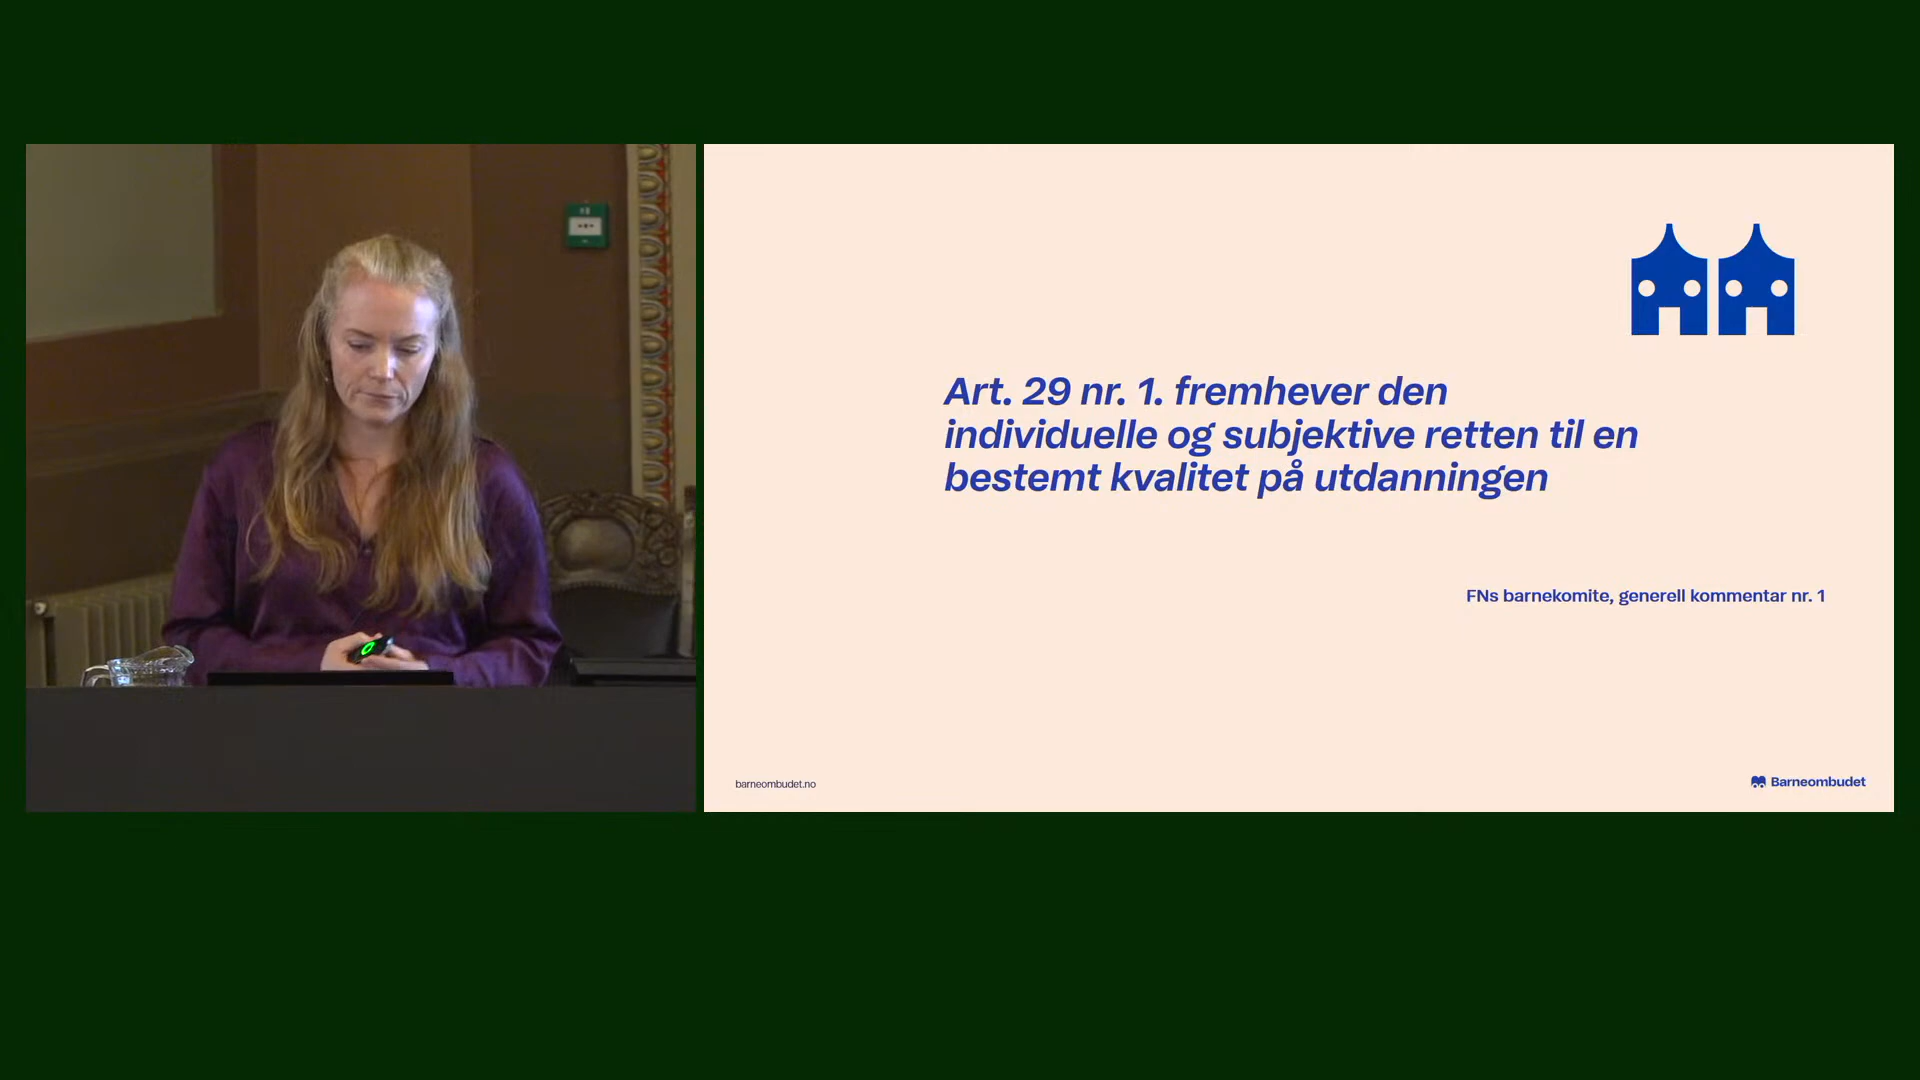 Art. 29 nr. 1. fremhever den
individuelle og subjektive retten til en
bestemt kvalitet på utdanningen
FNs barnekomite, generell kommentar nr. 1
barneombudet.no
Barneombudet